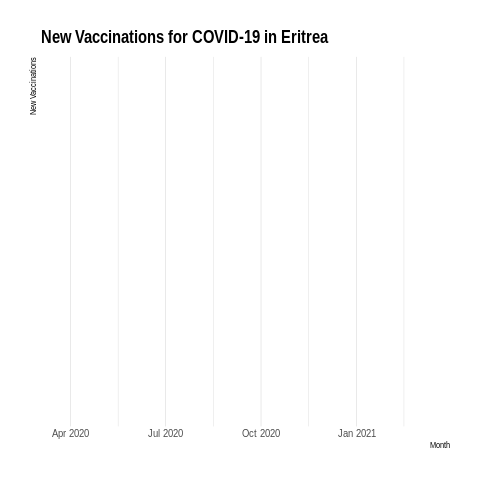 New Vaccinations for COVID-19 in Eritrea
New Vaccinations
Apr 2020
Jul 2020
Oct 2020
Jan 2021
Month